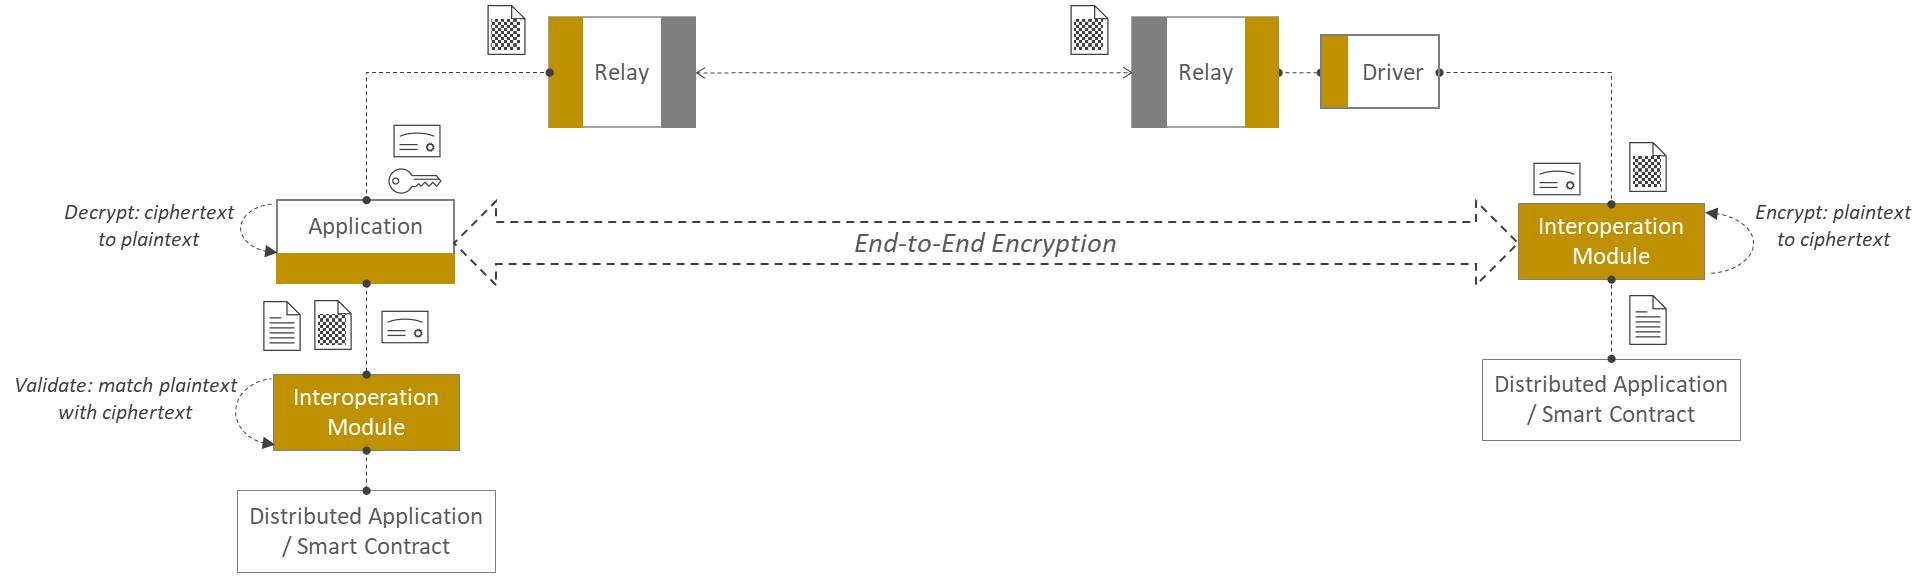 Relay
Relay
Driver
Decrypt: ciphertext
to plaintext
Application
End-to-End Encryption
Interoperation
Module
Encrypt: plaintext
to ciphertext
Validate: match plaintext
with ciphertext
Interoperation
Module
Distributed Application
/ Smart Contract
Distributed Application
/ Smart Contract